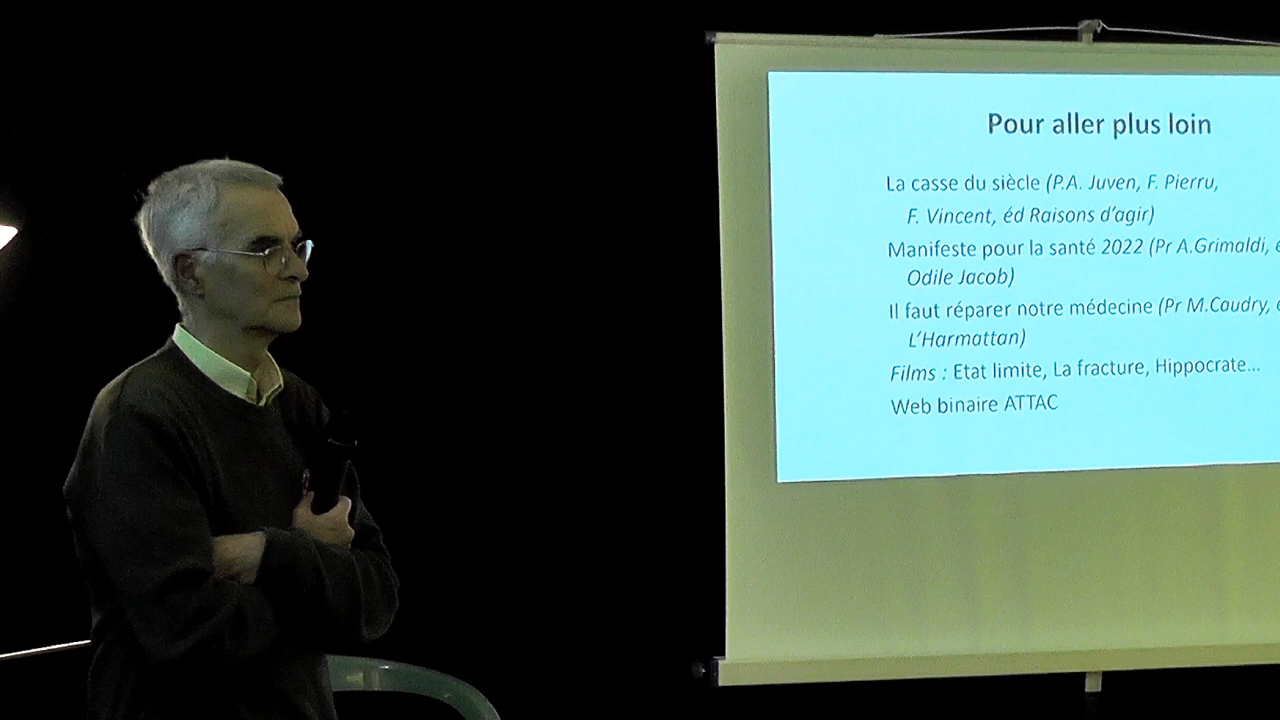 Pour aller plus loin
La casse du siècle (P.A. Juven, F. Pierru,
F. Vincent, éd Raisons d'agir)
Manifeste pour la santé 2022 (Pr A.Grimaldi,
Odile Jacob)
Il faut réparer notre médecine (Pr M.Caudry,
L'Harmattan)
Films : Etat limite, La fracture, Hippocrate...
Web binaire ATTAC